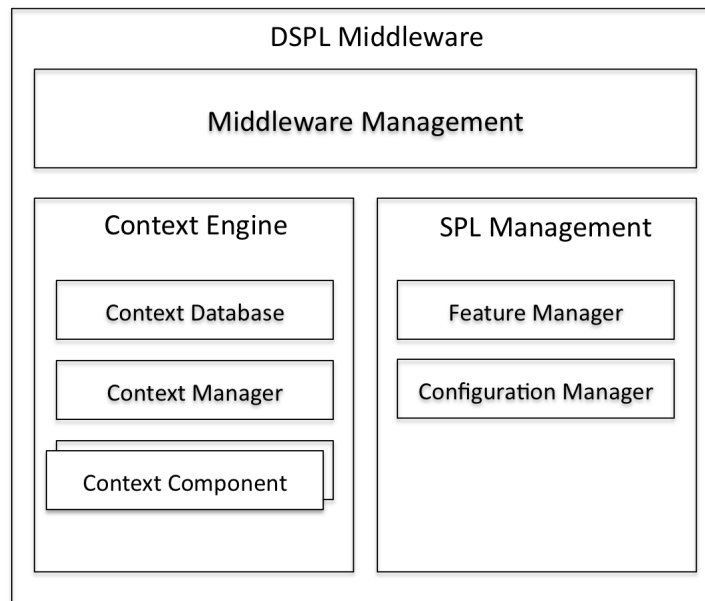 DSPL Middleware
Middleware Management
Context Engine
Context Database
Context Manager
Context Component
SPL Management
Feature Manager
Configuration Manager